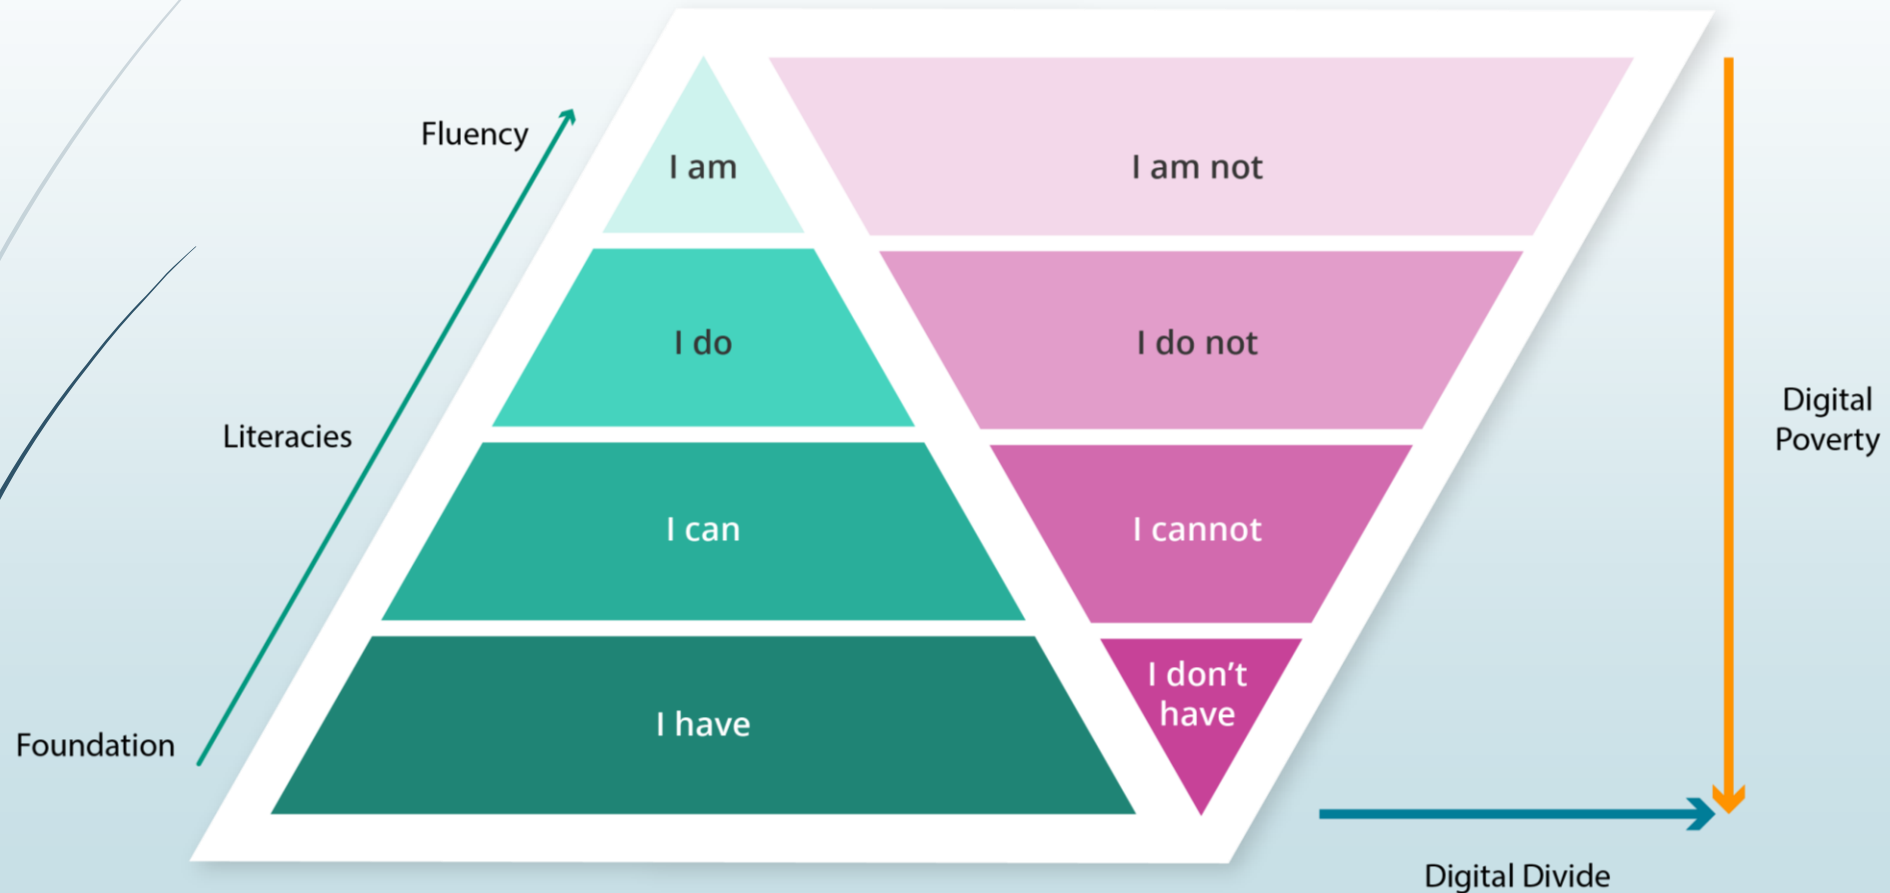 Fluency
I am
I am not
I do
I do not
Digital
Poverty
Literacies
I can
I cannot
I don't
have
I have
Foundation
Digital Divide